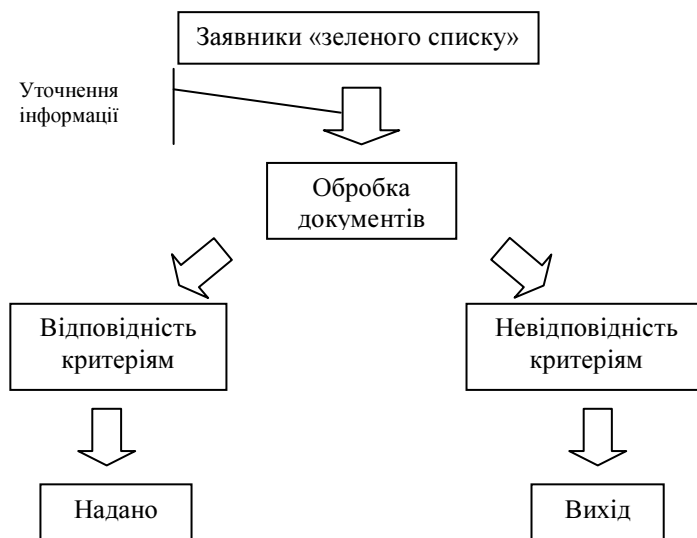 Заявники «зеленого списку»
Уточнення
інформації
Обробка
документів
Відповідність
критеріям
Невідповідність
критеріям
Надано
Вихід